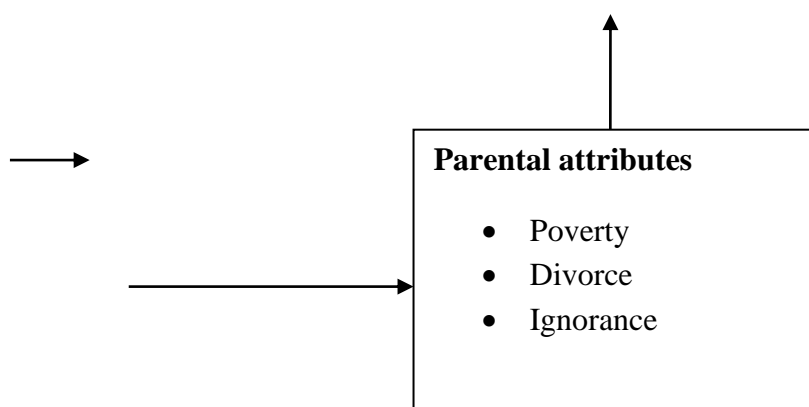 Parental attributes
• Poverty
• Divorce
• Ignorance